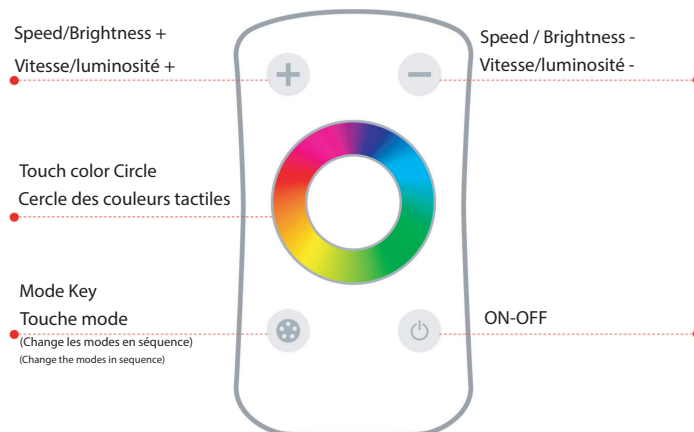 Speed/Brightness +
Vitesse/luminosité +
Speed / Brightness -
Vitesse/luminosité -
Touch color Circle
Cercle des couleurs tactiles
Mode Key
Touche mode
(Change les modes en séquence)
(Change the modes in sequence)
ON-OFF